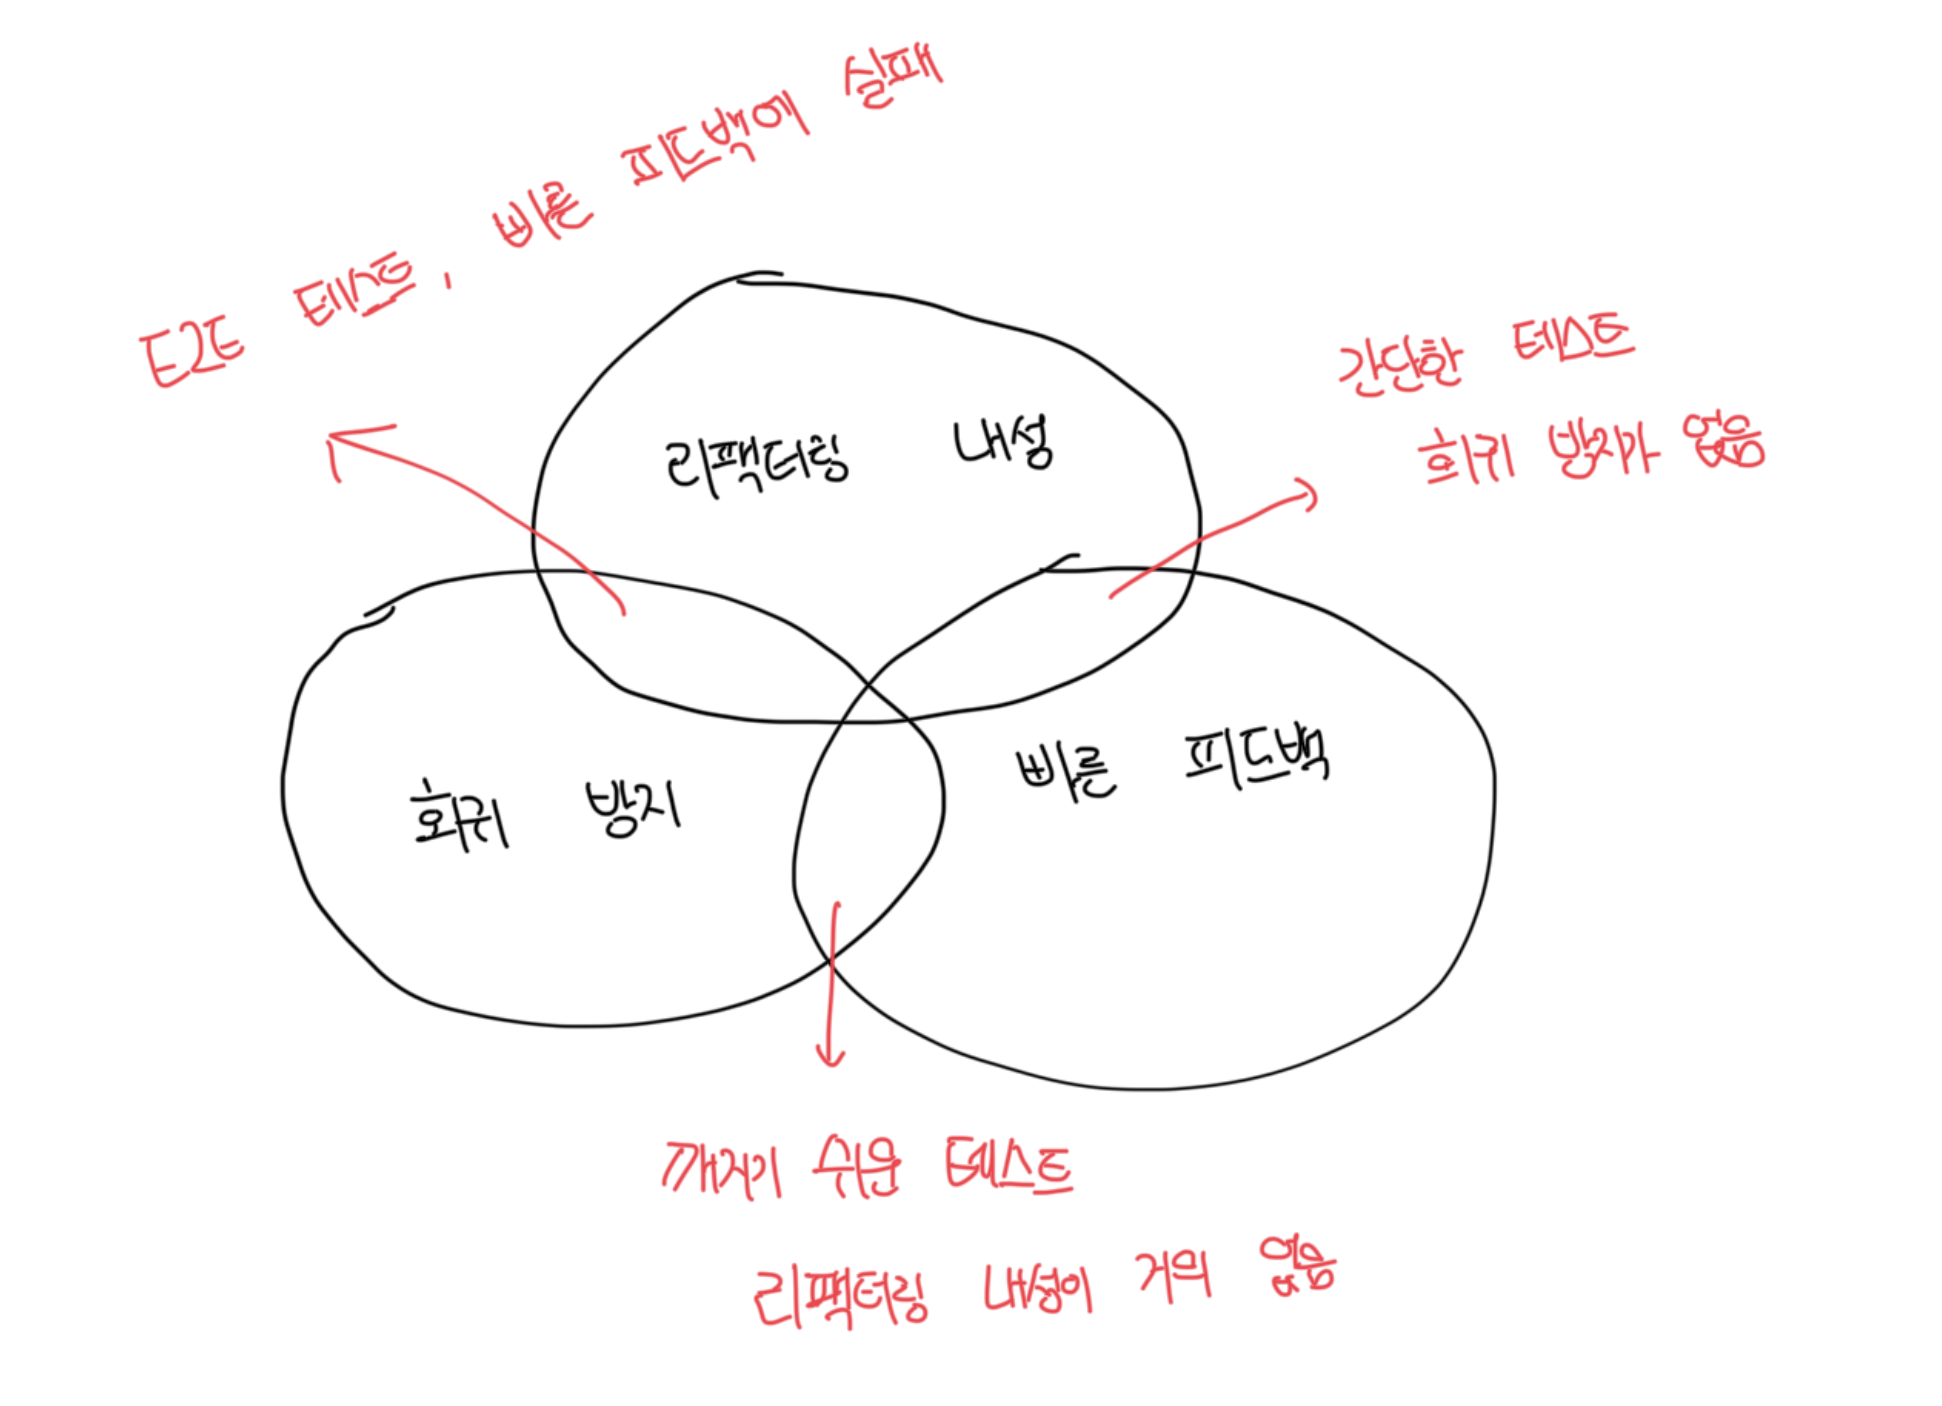 E2E 테스트, 빠른 피드백에 실패
간단한 테스트
회귀 방지가 없음
리팩터링 내성
회귀 방지
빠른 피드백
깨지기 쉬운 테스트
리팩터링 내성이 거의 없음